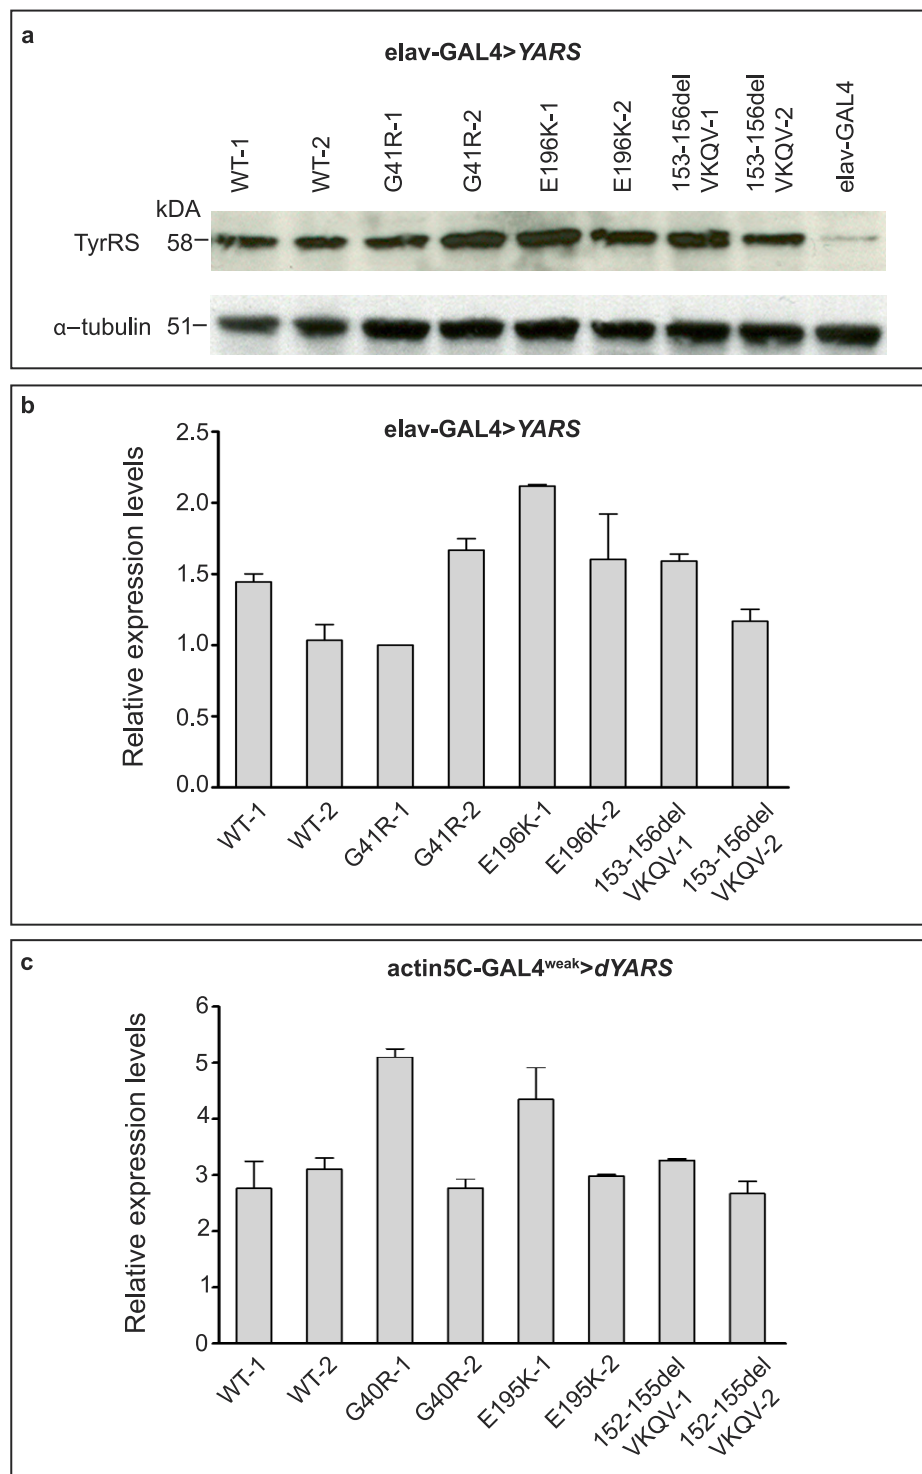 a
elav-GAL4>YARS
WT-1
WT-2
G41R-1
G41R-2
E196K-1
E196K-2
153-156del
VKQV-1
153-156del
VKQV-2
elav-GAL4
kDA
TyrRS 58
α–tubulin 51
b
elav-GAL4>YARS
Relative expression levels
2.5
2.0
1.5
1.0
0.5
0.0
WT-1
WT-2
G41R-1
G41R-2
E196K-1
E196K-2
153-156del
VKQV-1
153-156del
VKQV-2
c
actin5C-GAL4weak>dYARS
Relative expression levels
6
5
4
3
2
1
0
WT-1
WT-2
G40R-1
G40R-2
E195K-1
E195K-2
152-155del
VKQV-1
152-155del
VKQV-2